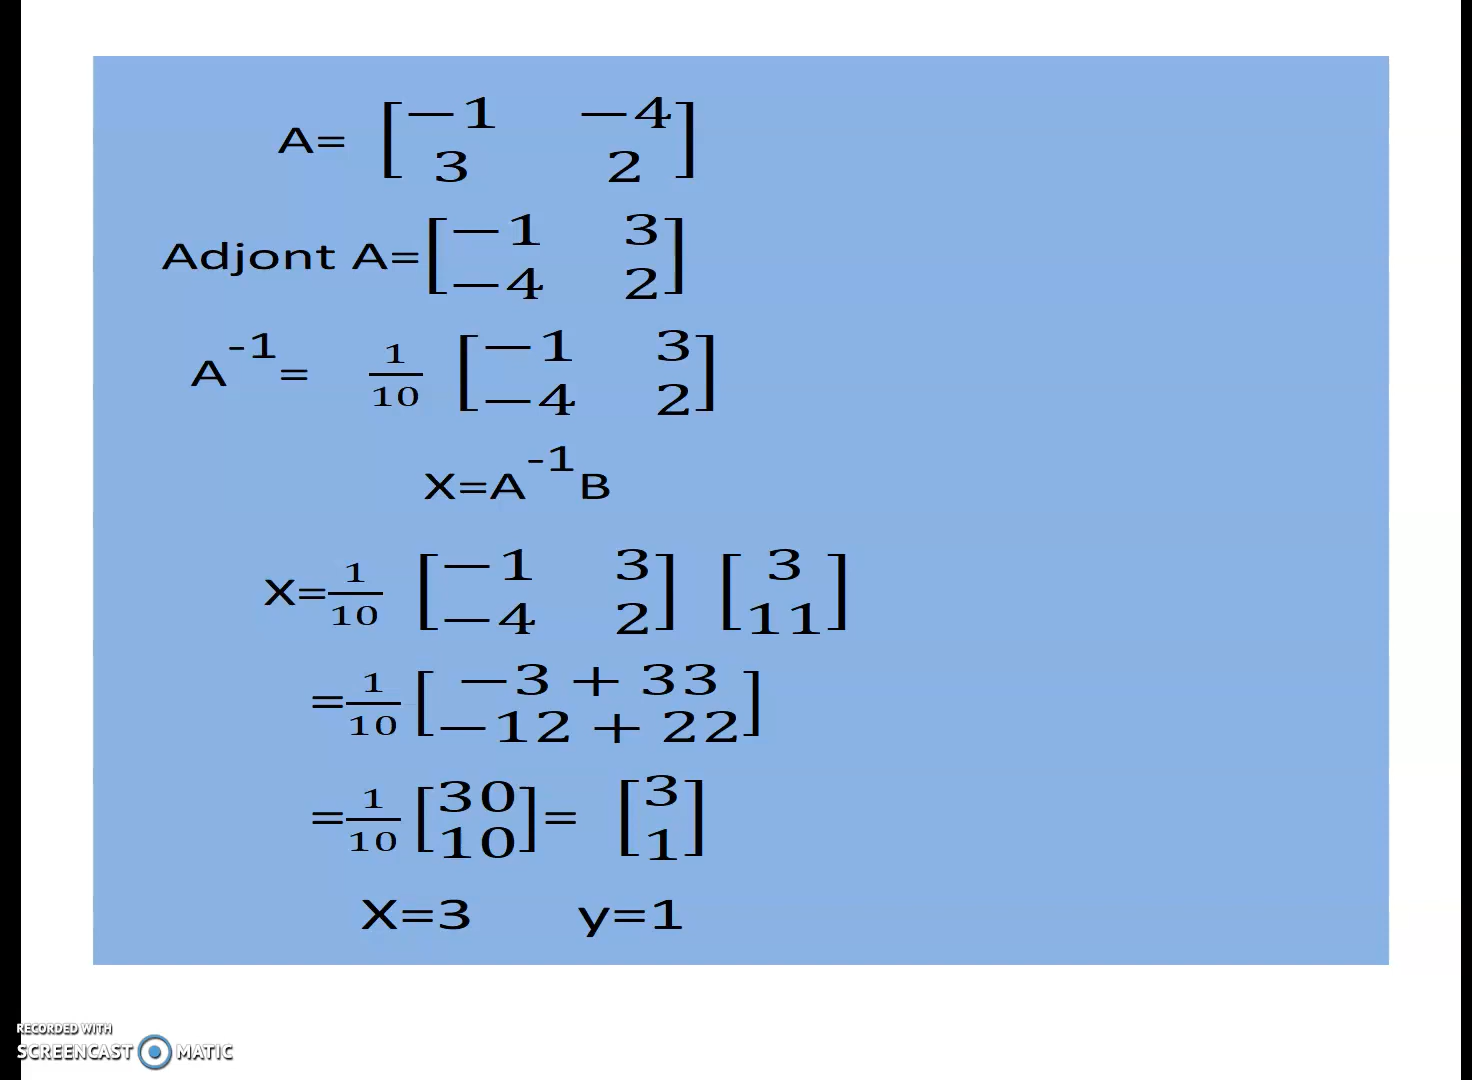 A= [−1 −4
3 2]
Adjont A= [−1 3
−4 2]
A⁻¹= 1/10 [−1 3
−4 2]
X=A⁻¹B
X= 1/10 [−1 3
−4 2] [3
11]
= 1/10 [−3 + 33
−12 + 22]
= 1/10 [30
10] = [3
1]
X=3 y=1
RECORDED WITH
SCREENCAST MATIC